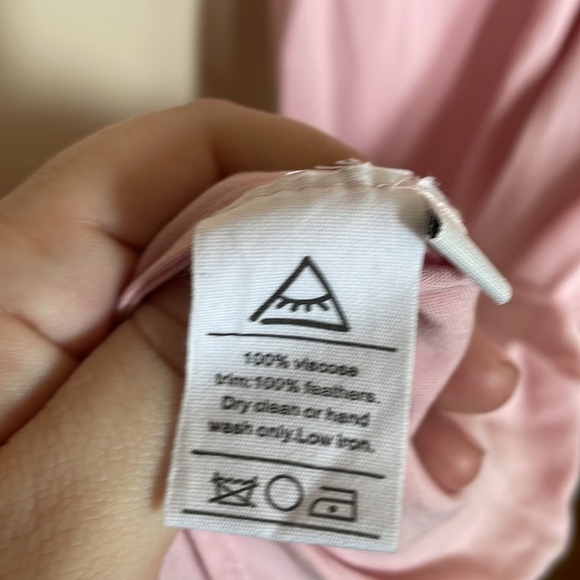 100% viscose
trim:100% feathers.
Dry clean or hand
wash only.Low Iron.